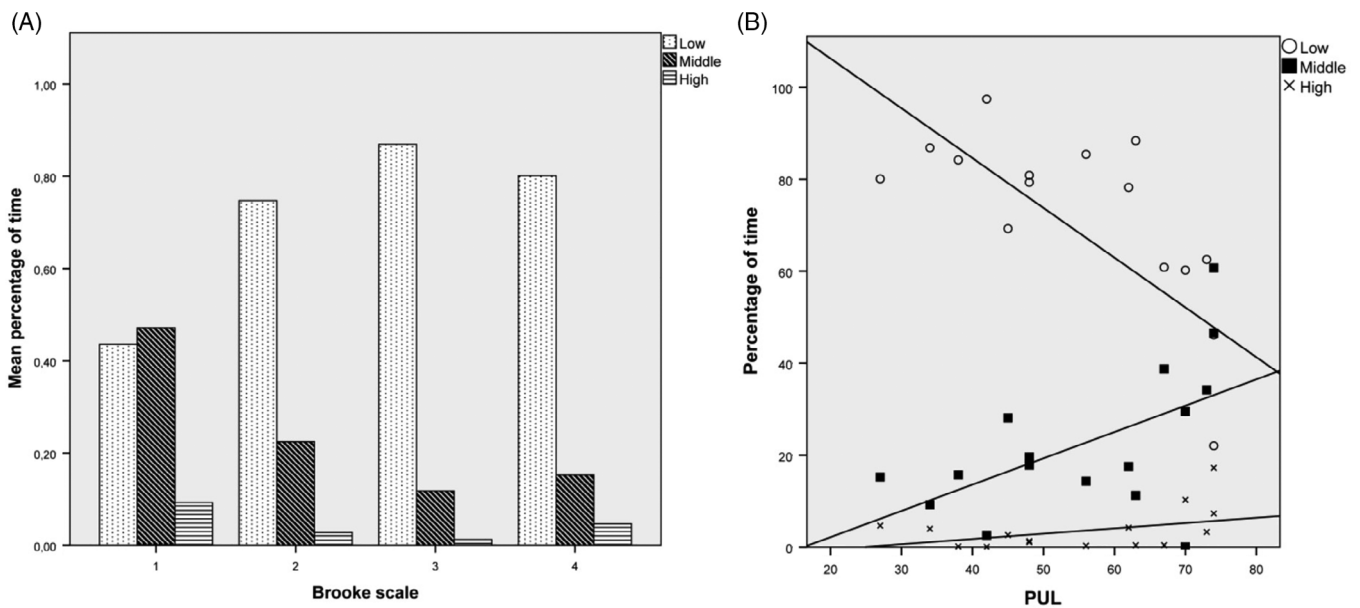 (A)
Low
Middle
High
1,00
0,80
0,60
0,40
0,20
0,00
Mean percentage of time
1 2 3 4
Brooke scale
(B)
Low
Middle
High
100
80
60
40
20
0
Percentage of time
20 30 40 50 60 70 80
PUL